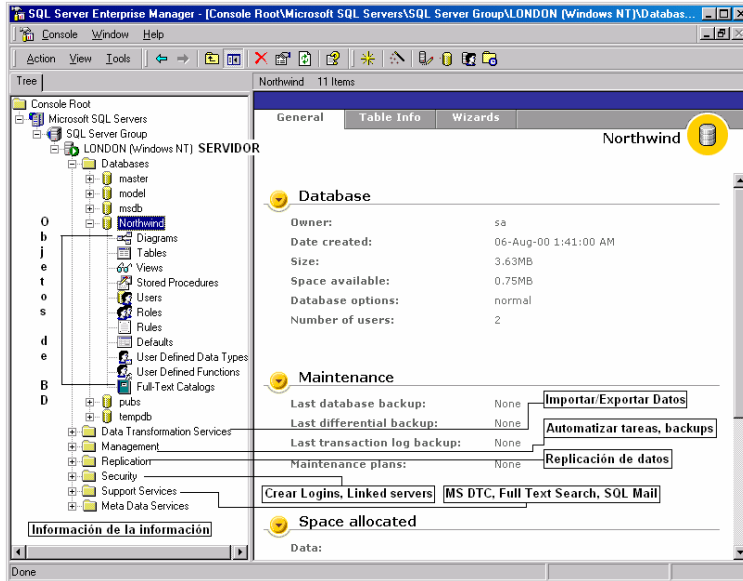 SQL Server Enterprise Manager - [Console Root\Microsoft SQL Servers\SQL Server Group\LONDON (Windows NT)\Databas...
Console Window Help
Action View Tools
Tree
Northwind 11 Items
Console Root
Microsoft SQL Servers
SQL Server Group
LONDON (Windows NT) SERVIDOR
Databases
master
model
msdb
Northwind
Diagrams
Tables
Views
Stored Procedures
Users
Roles
Rules
Defaults
User Defined Data Types
User Defined Functions
Full-Text Catalogs
pubs
tempdb
Data Transformation Services
Management
Replication
Security
Support Services
Meta Data Services
Objetos de BD
Información de la información
General Table Info Wizards
Northwind
Database
Owner: sa
Date created: 06-Aug-00 1:41:00 AM
Size: 3.63MB
Space available: 0.75MB
Database options: normal
Number of users: 2
Maintenance
Last database backup: None
Importar/Exportar Datos
Last differential backup: None
Automatizar tareas, backups
Last transaction log backup: None
Maintenance plans: None
Replicación de datos
Crear Logins, Linked servers
MS DTC, Full Text Search, SQL Mail
Space allocated
Data:
Done